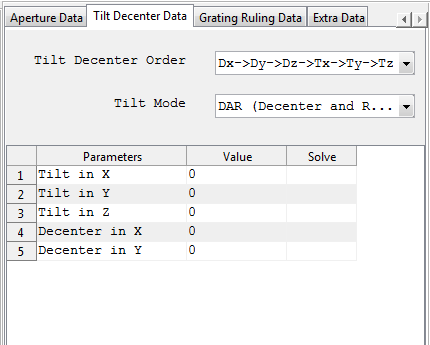 Aperture Data Tilt Decenter Data Grating Ruling Data Extra Data
Tilt Decenter Order Dx->Dy->Dz->Tx->Ty->Tz
Tilt Mode DAR (Decenter and R...
Parameters Value Solve
1 Tilt in X 0
2 Tilt in Y 0
3 Tilt in Z 0
4 Decenter in X 0
5 Decenter in Y 0